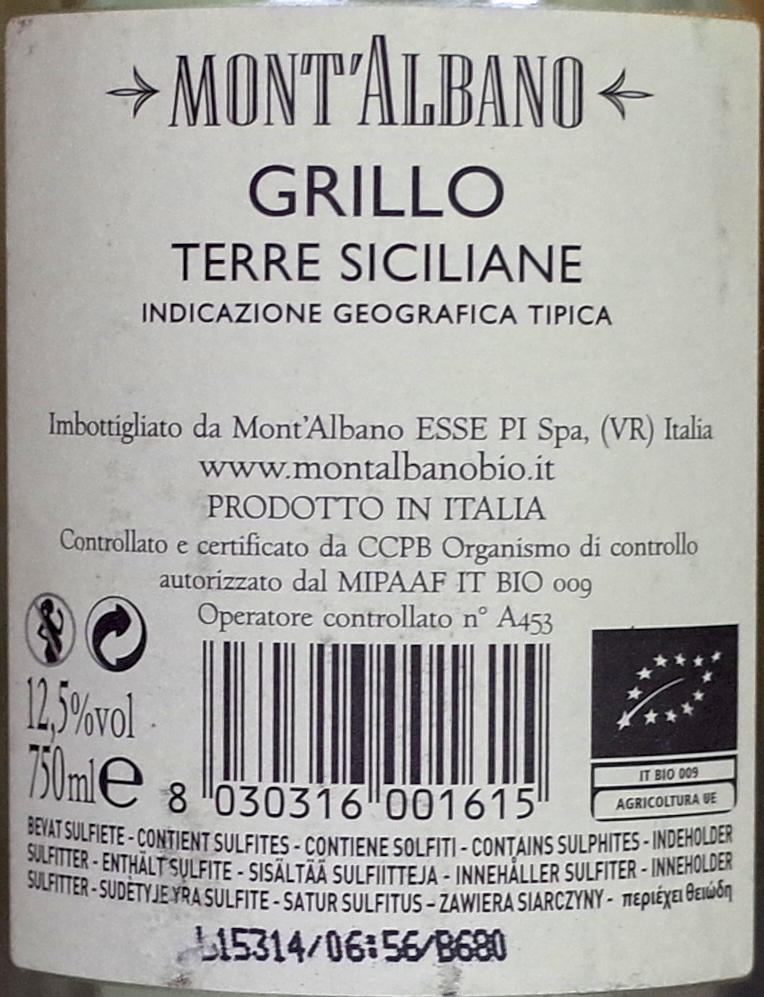 MONT'ALBANO
GRILLO
TERRE SICILIANE
INDICAZIONE GEOGRAFICA TIPICA
Imbottigliato da Mont'Albano ESSE PI Spa, (VR) Italia
www.montalbanobio.it
PRODOTTO IN ITALIA
Controllato e certificato da CCPB Organismo di controllo
autorizzato dal MIPAAF IT BIO 009
Operatore controllato n° A453
12,5%vol
750ml e
8 030316 001615
IT BIO 009
AGRICOLTURA UE
BEVAT SULFIETE - CONTIENT SULFITES - CONTIENE SOLFITI - CONTAINS SULPHITES - INDEHOLDER
SULFITTER - ENTHÄLT SULFITE - SISÄLTÄÄ SULFIITTEJA - INNEHÅLLER SULFITER - INNEHOLDER
SULFITTER - SUDĖTYJE YRA SULFITE - SATUR SULFITUS - ZAWIERA SIARCZYNY - περιέχει θειώδη
L15314/06:56/B680